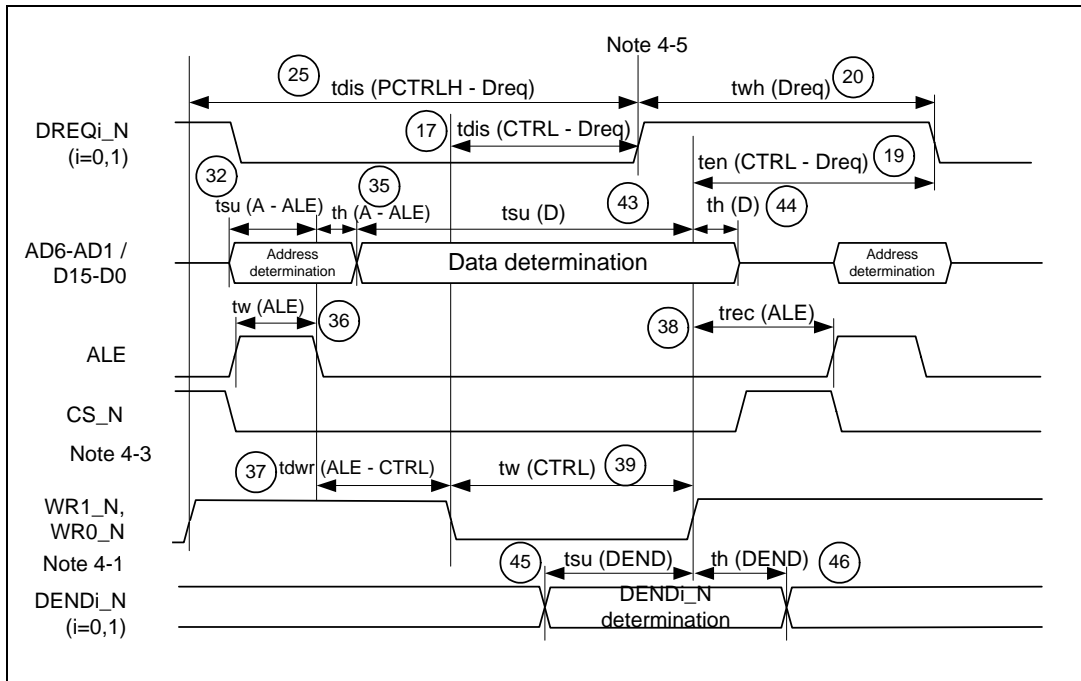 Note 4-5
25
tdis (PCTRLH - Dreq)
twh (Dreq)
20
DREQi_N
(i=0,1)
17
tdis (CTRL - Dreq)
ten (CTRL - Dreq)
19
32
35
43
44
tsu (A - ALE)
th (A - ALE)
tsu (D)
th (D)
AD6-AD1 /
D15-D0
Address
determination
Data determination
Address
determination
tw (ALE)
36
38
trec (ALE)
ALE
CS_N
Note 4-3
37
tdwr (ALE - CTRL)
tw (CTRL)
39
WR1_N,
WR0_N
Note 4-1
45
tsu (DEND)
th (DEND)
46
DENDi_N
(i=0,1)
DENDi_N
determination